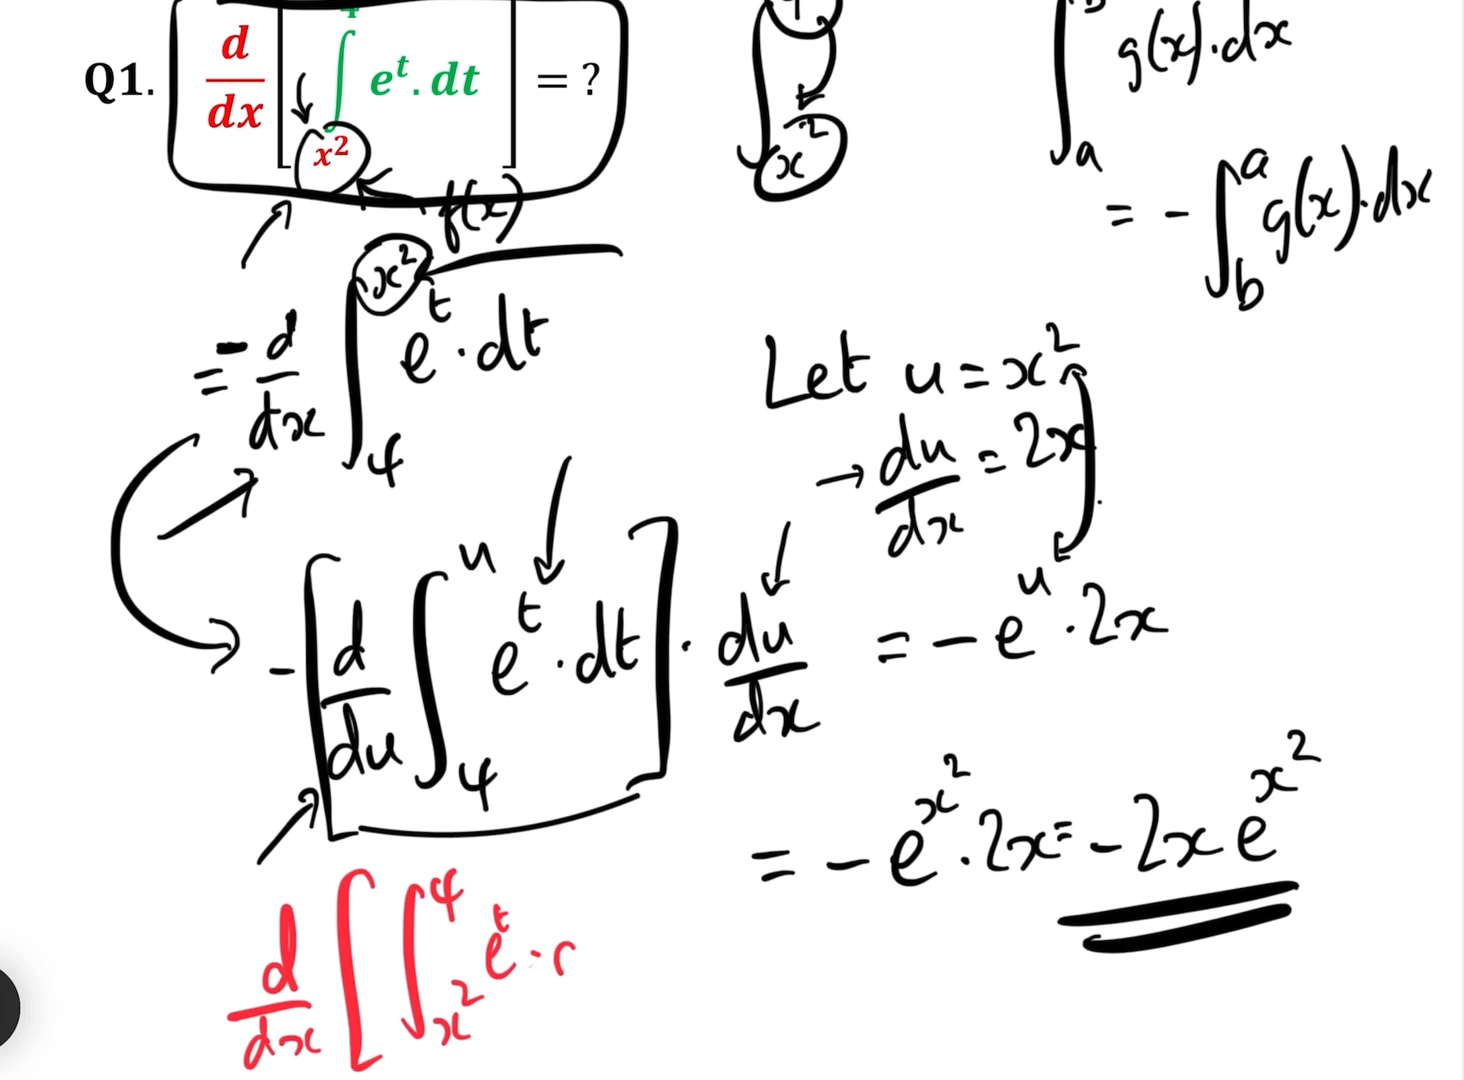 Q1. d/dx [ ∫_{x²}^{4} e^t . dt ] = ?
f(x)
4
x²
∫_a^b g(x).dx
= - ∫_b^a g(x).dx
= - d/dx ∫_4^{x²} e^t . dt
Let u = x²
→ du/dx = 2x
- [ d/du ∫_4^u e^t . dt ] . du/dx = - e^u . 2x
= - e^{x²} . 2x = - 2x e^{x²}
d/dx [ ∫_{x²}^4 e^t .